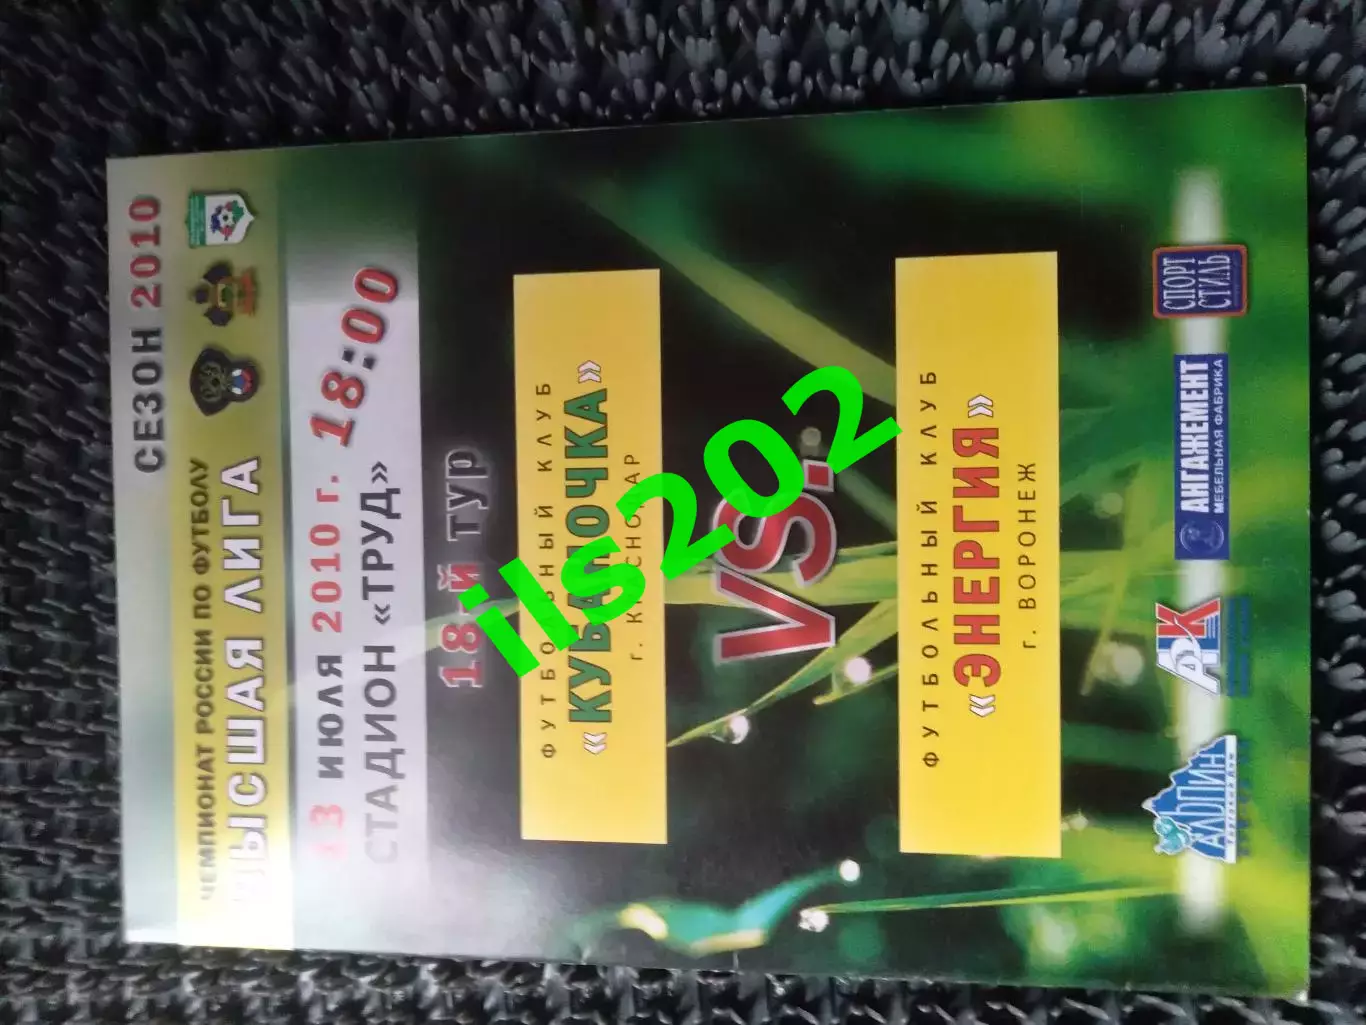 СЕЗОН 2010
ЧЕМПИОНАТ РОССИИ ПО ФУТБОЛУ
ВЫСШАЯ ЛИГА
13 ИЮЛЯ 2010 г. 18:00
СТАДИОН «ТРУД»
18-й ТУР
ФУТБОЛЬНЫЙ КЛУБ
«КУБАНОЧКА»
г. КРАСНОДАР
VS.
ФУТБОЛЬНЫЙ КЛУБ
«ЭНЕРГИЯ»
г. ВОРОНЕЖ
АЛЬПИН
АРК
АНГАЖЕМЕНТ
МЕБЕЛЬНАЯ ФАБРИКА
СПОРТ
СТИЛЬ
ils202